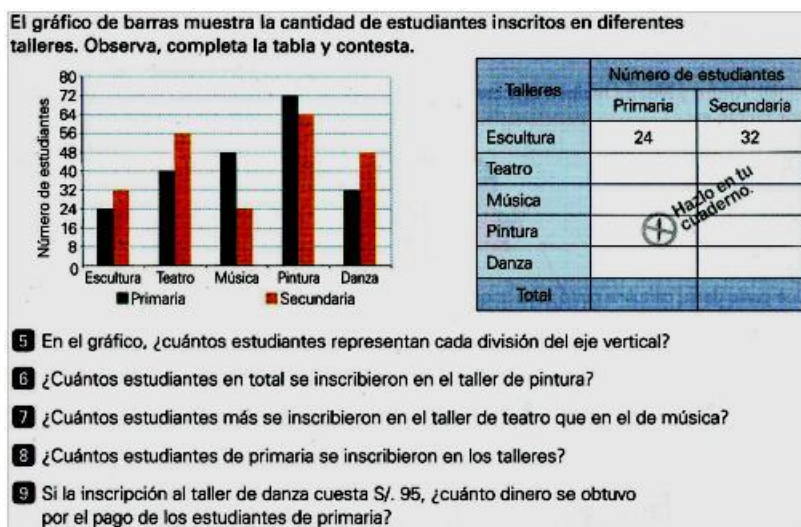 El gráfico de barras muestra la cantidad de estudiantes inscritos en diferentes
talleres. Observa, completa la tabla y contesta.
Número de estudiantes
80
72
64
56
48
40
32
24
16
8
0
Escultura Teatro Música Pintura Danza
Primaria Secundaria
Talleres Número de estudiantes
Primaria Secundaria
Escultura 24 32
Teatro
Música
Pintura
Danza
Total
Hazlo en tu
cuaderno.
5 En el gráfico, ¿cuántos estudiantes representan cada división del eje vertical?
6 ¿Cuántos estudiantes en total se inscribieron en el taller de pintura?
7 ¿Cuántos estudiantes más se inscribieron en el taller de teatro que en el de música?
8 ¿Cuántos estudiantes de primaria se inscribieron en los talleres?
9 Si la inscripción al taller de danza cuesta S/. 95, ¿cuánto dinero se obtuvo
por el pago de los estudiantes de primaria?